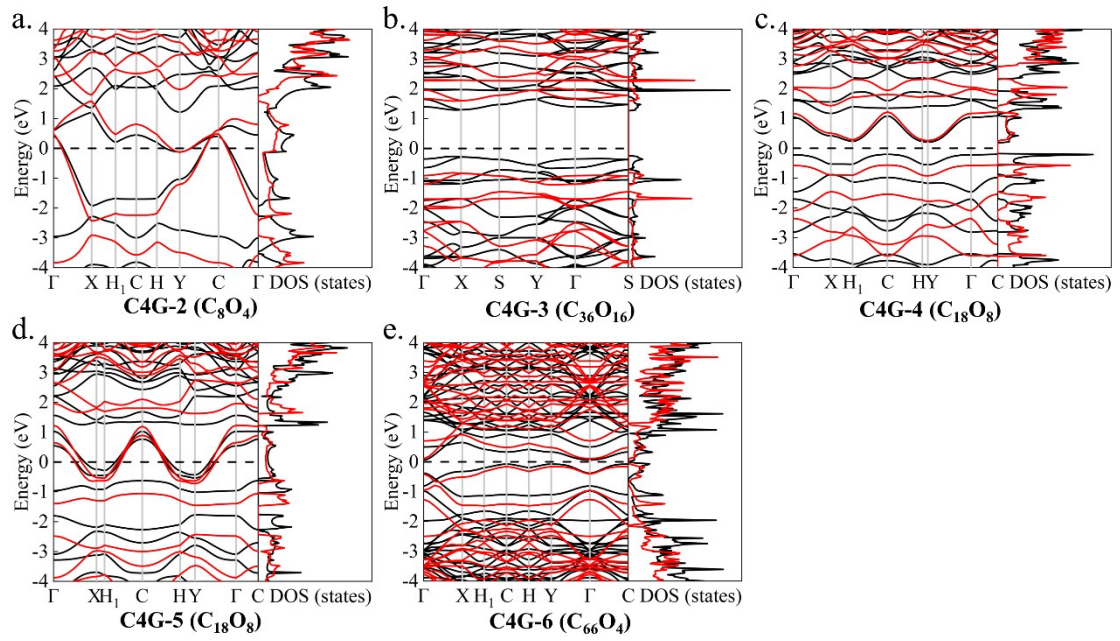 a.
b.
c.
Energy (eV)
4
3
2
1
0
-1
-2
-3
-4
Γ X H₁ C H Y C Γ DOS (states)
C4G-2 (C₈O₄)
Energy (eV)
4
3
2
1
0
-1
-2
-3
-4
Γ X S Y Γ S DOS (states)
C4G-3 (C₃₆O₁₆)
Energy (eV)
4
3
2
1
0
-1
-2
-3
-4
Γ X H₁ C H Y Γ C DOS (states)
C4G-4 (C₁₈O₈)
d.
e.
Energy (eV)
4
3
2
1
0
-1
-2
-3
-4
Γ X H₁ C H Y Γ C DOS (states)
C4G-5 (C₁₈O₈)
Energy (eV)
4
3
2
1
0
-1
-2
-3
-4
Γ X H₁ C H Y Γ C DOS (states)
C4G-6 (C₆₆O₄)